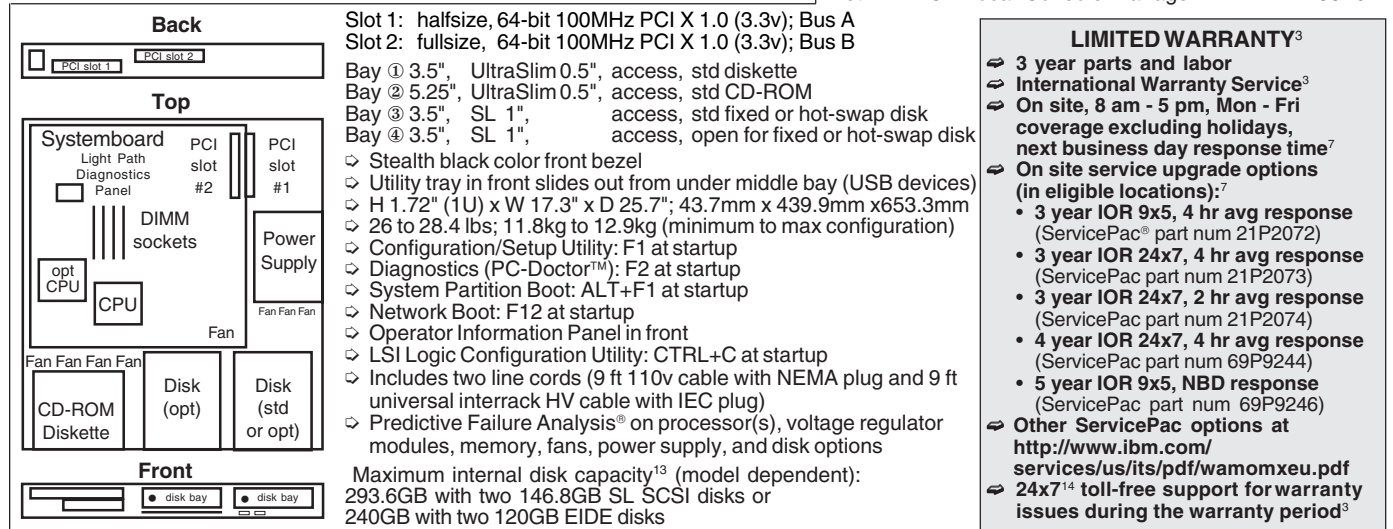 Back
PCI slot 1
PCI slot 2
Top
Systemboard
Light Path
Diagnostics
Panel
PCI
slot
#2
PCI
slot
#1
DIMM
sockets
Power
Supply
opt
CPU
CPU
Fan Fan Fan
Fan
Fan Fan Fan Fan
CD-ROM
Diskette
Disk
(opt)
Disk
(std
or opt)
Front
disk bay
disk bay
Slot 1: halfsize, 64-bit 100MHz PCI X 1.0 (3.3v); Bus A
Slot 2: fullsize, 64-bit 100MHz PCI X 1.0 (3.3v); Bus B
Bay ① 3.5", UltraSlim 0.5", access, std diskette
Bay ② 5.25", UltraSlim 0.5", access, std CD-ROM
Bay ③ 3.5", SL 1", access, std fixed or hot-swap disk
Bay ④ 3.5", SL 1", access, open for fixed or hot-swap disk
➪ Stealth black color front bezel
➪ Utility tray in front slides out from under middle bay (USB devices)
➪ H 1.72" (1U) x W 17.3" x D 25.7"; 43.7mm x 439.9mm x653.3mm
➪ 26 to 28.4 lbs; 11.8kg to 12.9kg (minimum to max configuration)
➪ Configuration/Setup Utility: F1 at startup
➪ Diagnostics (PC-Doctor™): F2 at startup
➪ System Partition Boot: ALT+F1 at startup
➪ Network Boot: F12 at startup
➪ Operator Information Panel in front
➪ LSI Logic Configuration Utility: CTRL+C at startup
➪ Includes two line cords (9 ft 110v cable with NEMA plug and 9 ft
universal interrack HV cable with IEC plug)
➪ Predictive Failure Analysis® on processor(s), voltage regulator
modules, memory, fans, power supply, and disk options
Maximum internal disk capacity¹³ (model dependent):
293.6GB with two 146.8GB SL SCSI disks or
240GB with two 120GB EIDE disks
LIMITED WARRANTY³
➫ 3 year parts and labor
➫ International Warranty Service³
➫ On site, 8 am - 5 pm, Mon - Fri
coverage excluding holidays,
next business day response time⁷
➫ On site service upgrade options
(in eligible locations):⁷
• 3 year IOR 9x5, 4 hr avg response
(ServicePac® part num 21P2072)
• 3 year IOR 24x7, 4 hr avg response
(ServicePac part num 21P2073)
• 3 year IOR 24x7, 2 hr avg response
(ServicePac part num 21P2074)
• 4 year IOR 24x7, 4 hr avg response
(ServicePac part num 69P9244)
• 5 year IOR 9x5, NBD response
(ServicePac part num 69P9246)
➫ Other ServicePac options at
http://www.ibm.com/
services/us/its/pdf/wamomxeu.pdf
➫ 24x7¹⁴ toll-free support for warranty
issues during the warranty period³